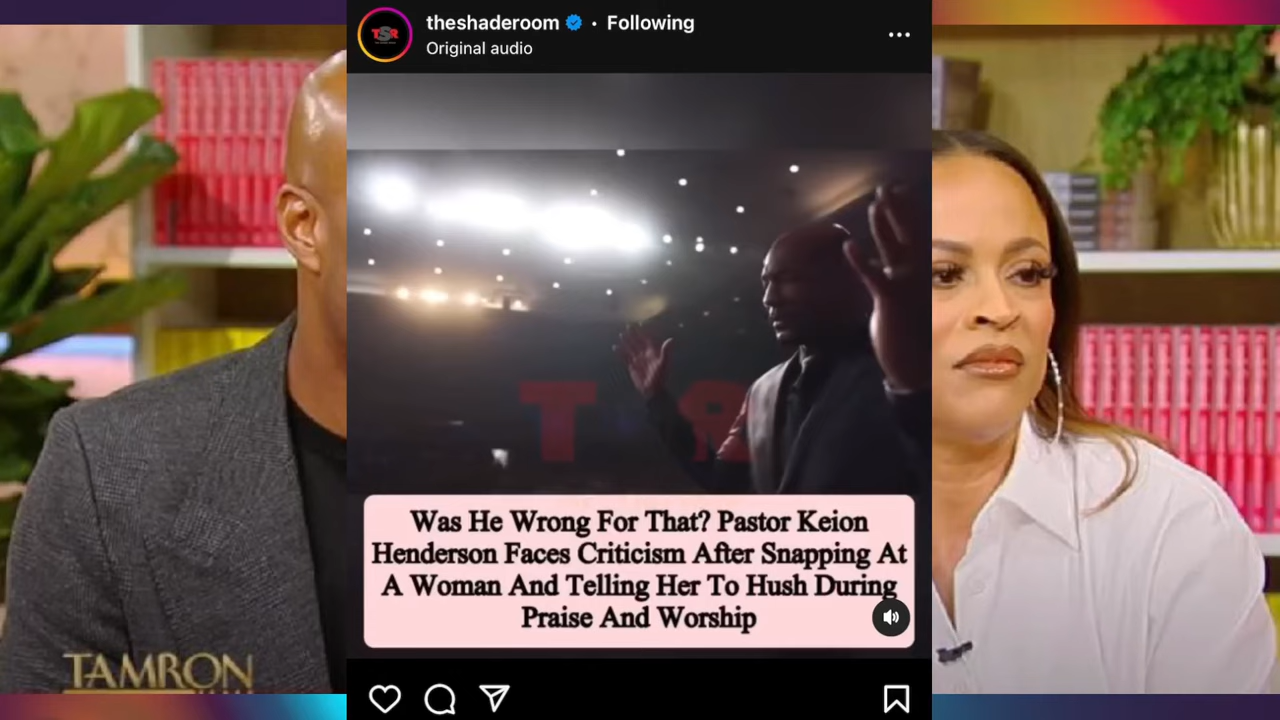 theshaderoom · Following
Original audio
TSR
T R
Was He Wrong For That? Pastor Keion
Henderson Faces Criticism After Snapping At
A Woman And Telling Her To Hush During
Praise And Worship
TAMRON